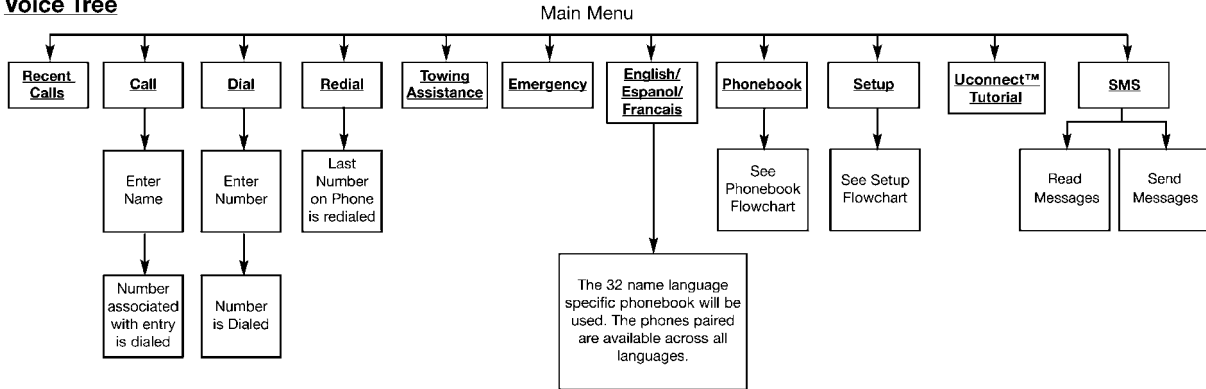 Voice Tree
Main Menu
Recent
Calls
Call
Dial
Redial
Towing
Assistance
Emergency
English/
Espanol/
Francais
Phonebook
Setup
Uconnect™
Tutorial
SMS
Enter
Name
Enter
Number
Last
Number
on Phone
is redialed
See
Phonebook
Flowchart
See Setup
Flowchart
Read
Messages
Send
Messages
Number
associated
with entry
is dialed
Number
is Dialed
The 32 name language
specific phonebook will be
used. The phones paired
are available across all
languages.